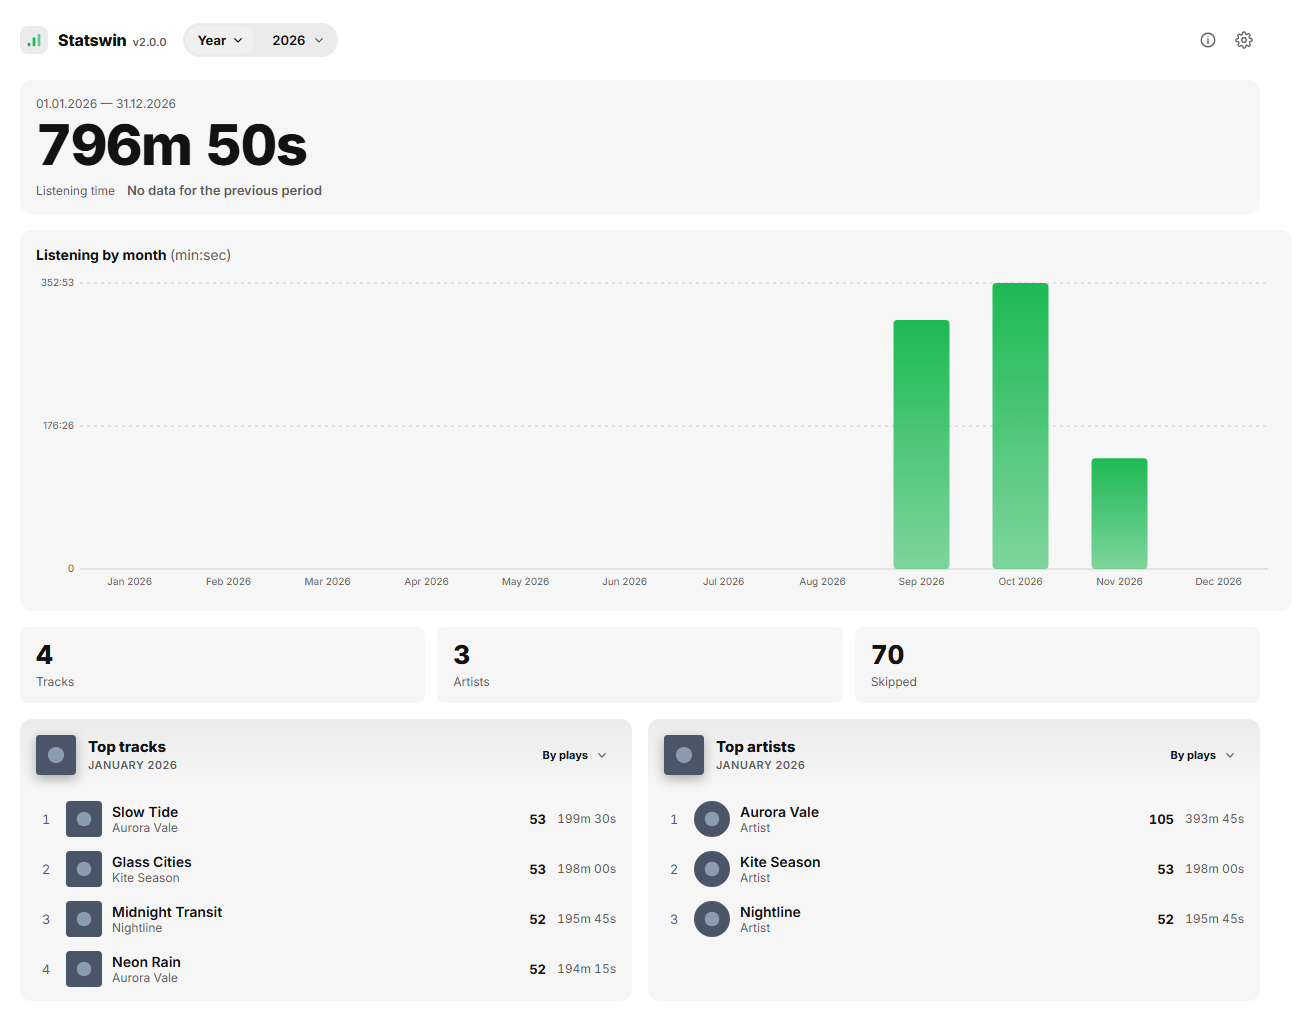 Statswin v2.0.0 Year 2026
01.01.2026 — 31.12.2026
796m 50s
Listening time No data for the previous period
Listening by month (min:sec)
352:53
176:26
0
Jan 2026 Feb 2026 Mar 2026 Apr 2026 May 2026 Jun 2026 Jul 2026 Aug 2026 Sep 2026 Oct 2026 Nov 2026 Dec 2026
4
Tracks
3
Artists
70
Skipped
Top tracks
JANUARY 2026
By plays
1 Slow Tide 53 199m 30s
Aurora Vale
2 Glass Cities 53 198m 00s
Kite Season
3 Midnight Transit 52 195m 45s
Nightline
4 Neon Rain 52 194m 15s
Aurora Vale
Top artists
JANUARY 2026
By plays
1 Aurora Vale 105 393m 45s
Artist
2 Kite Season 53 198m 00s
Artist
3 Nightline 52 195m 45s
Artist